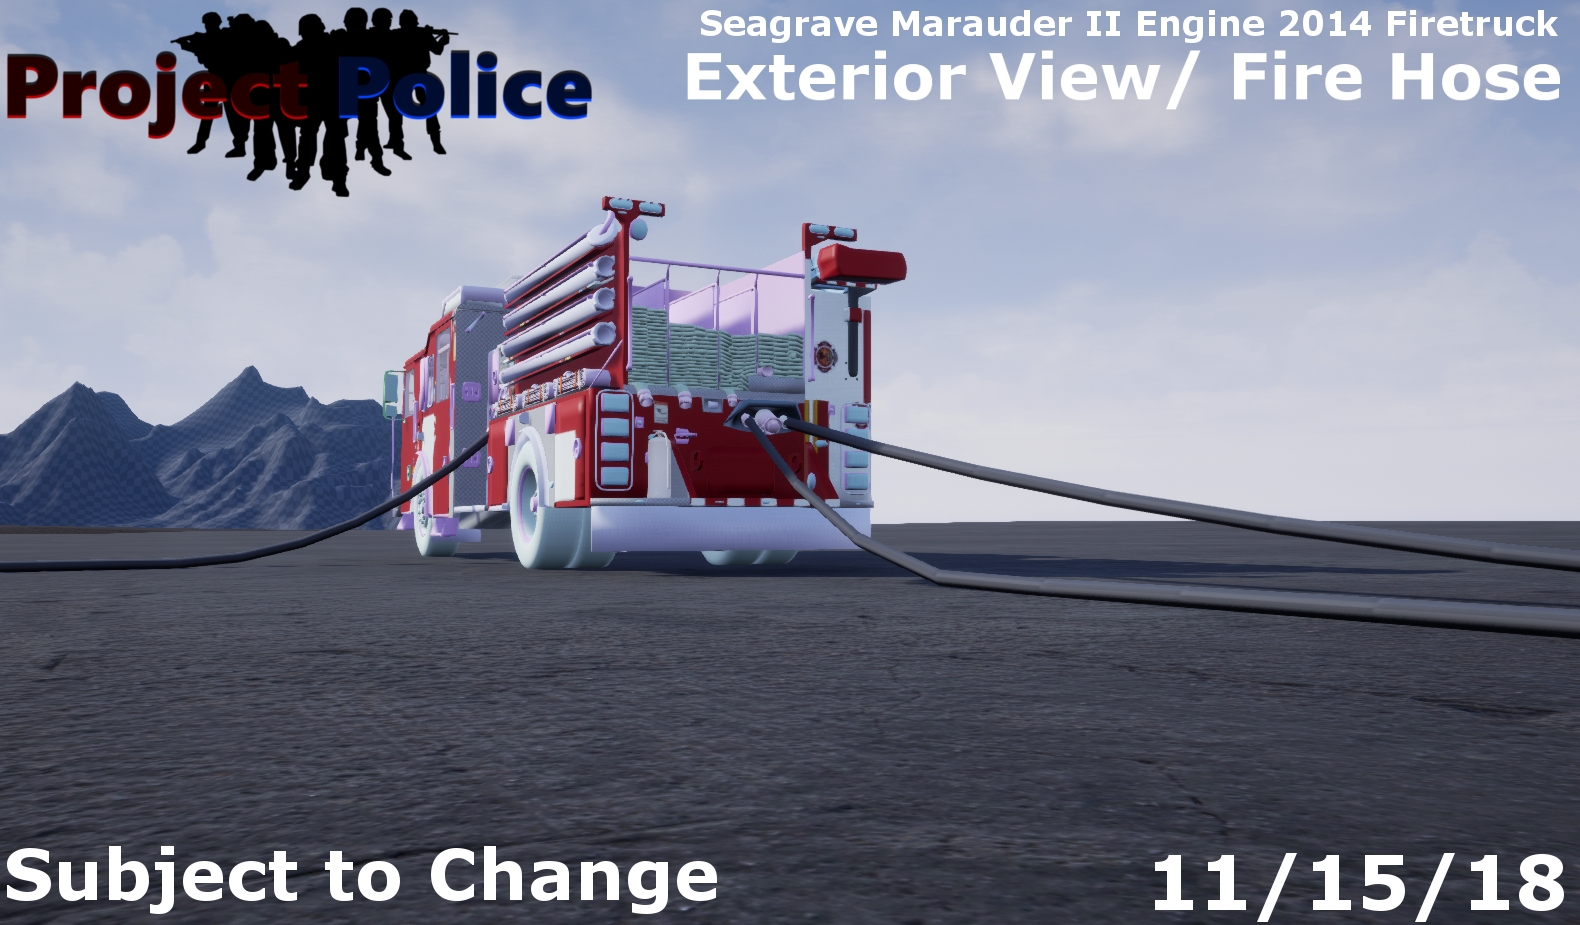 Project Police
Seagrave Marauder II Engine 2014 Firetruck
Exterior View/ Fire Hose
Subject to Change
11/15/18